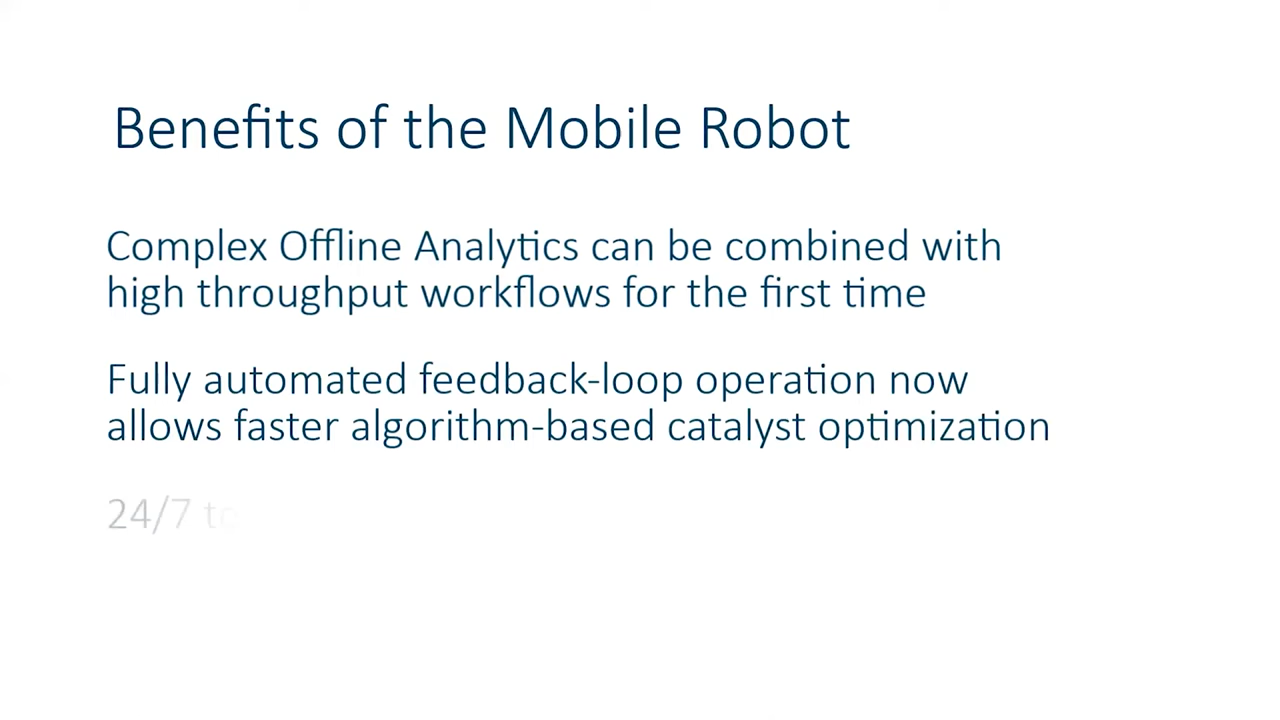 Benefits of the Mobile Robot
Complex Offline Analytics can be combined with
high throughput workflows for the first time
Fully automated feedback-loop operation now
allows faster algorithm-based catalyst optimization
24/7